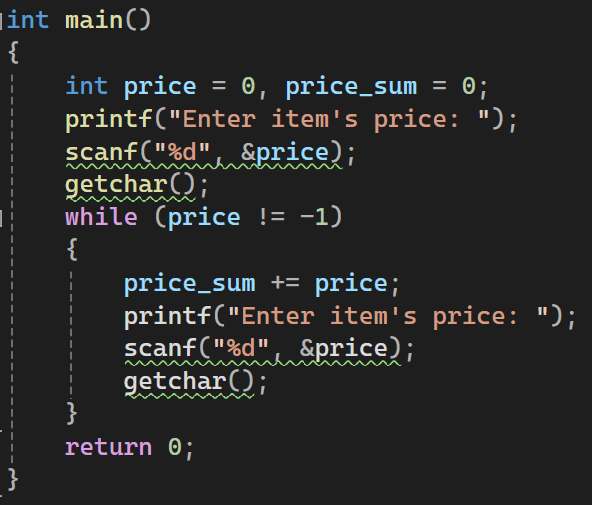 int main()
{
    int price = 0, price_sum = 0;
    printf("Enter item's price: ");
    scanf("%d", &price);
    getchar();
    while (price != -1)
    {
        price_sum += price;
        printf("Enter item's price: ");
        scanf("%d", &price);
        getchar();
    }
    return 0;
}